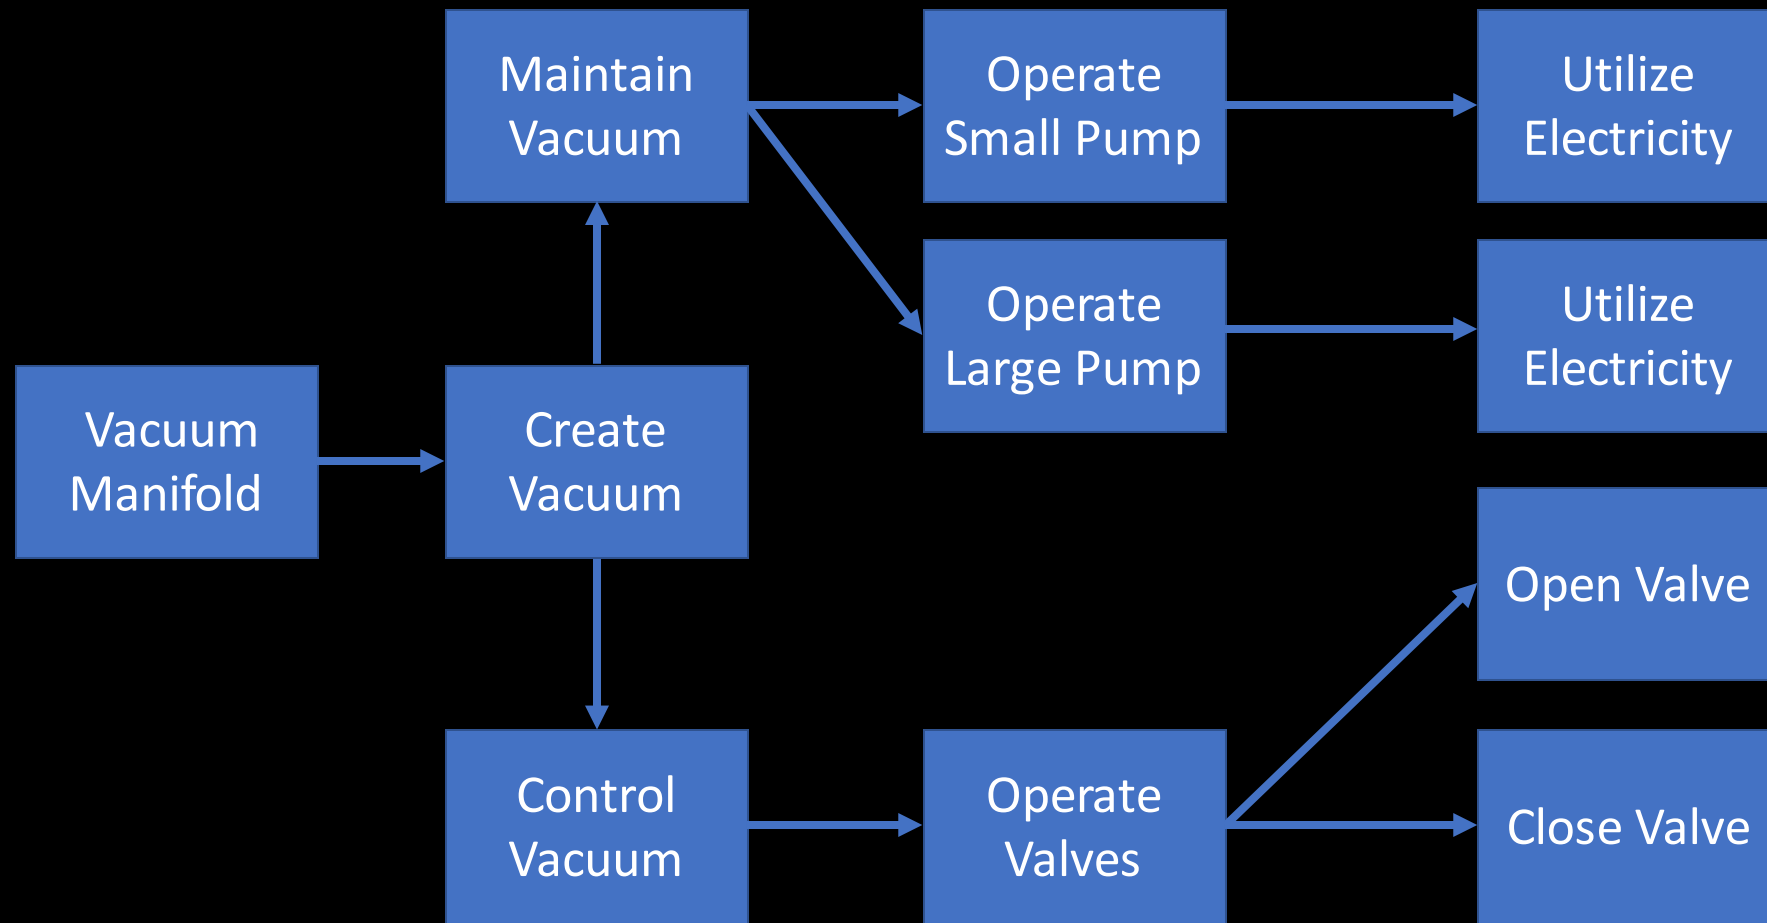 Maintain
Vacuum
Operate
Small Pump
Utilize
Electricity
Operate
Large Pump
Utilize
Electricity
Vacuum
Manifold
Create
Vacuum
Open Valve
Control
Vacuum
Operate
Valves
Close Valve